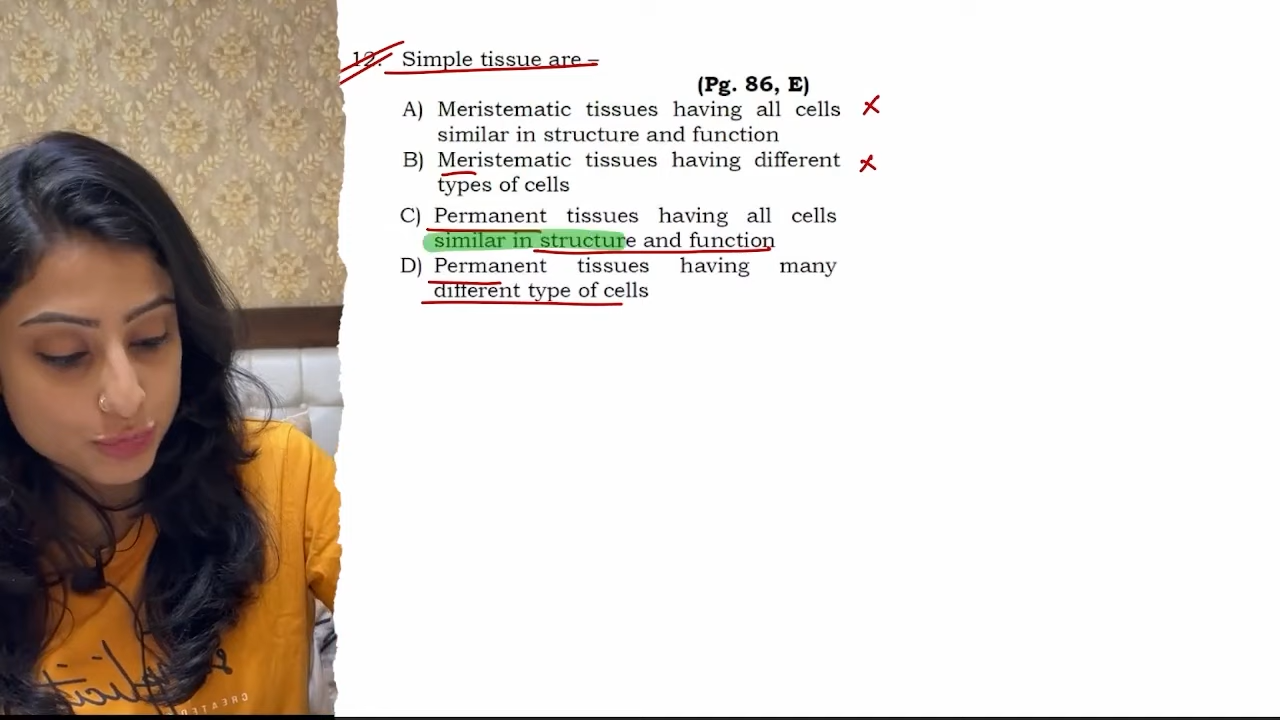 12. Simple tissue are –
(Pg. 86, E)
A) Meristematic tissues having all cells
similar in structure and function
B) Meristematic tissues having different
types of cells
C) Permanent tissues having all cells
similar in structure and function
D) Permanent tissues having many
different type of cells